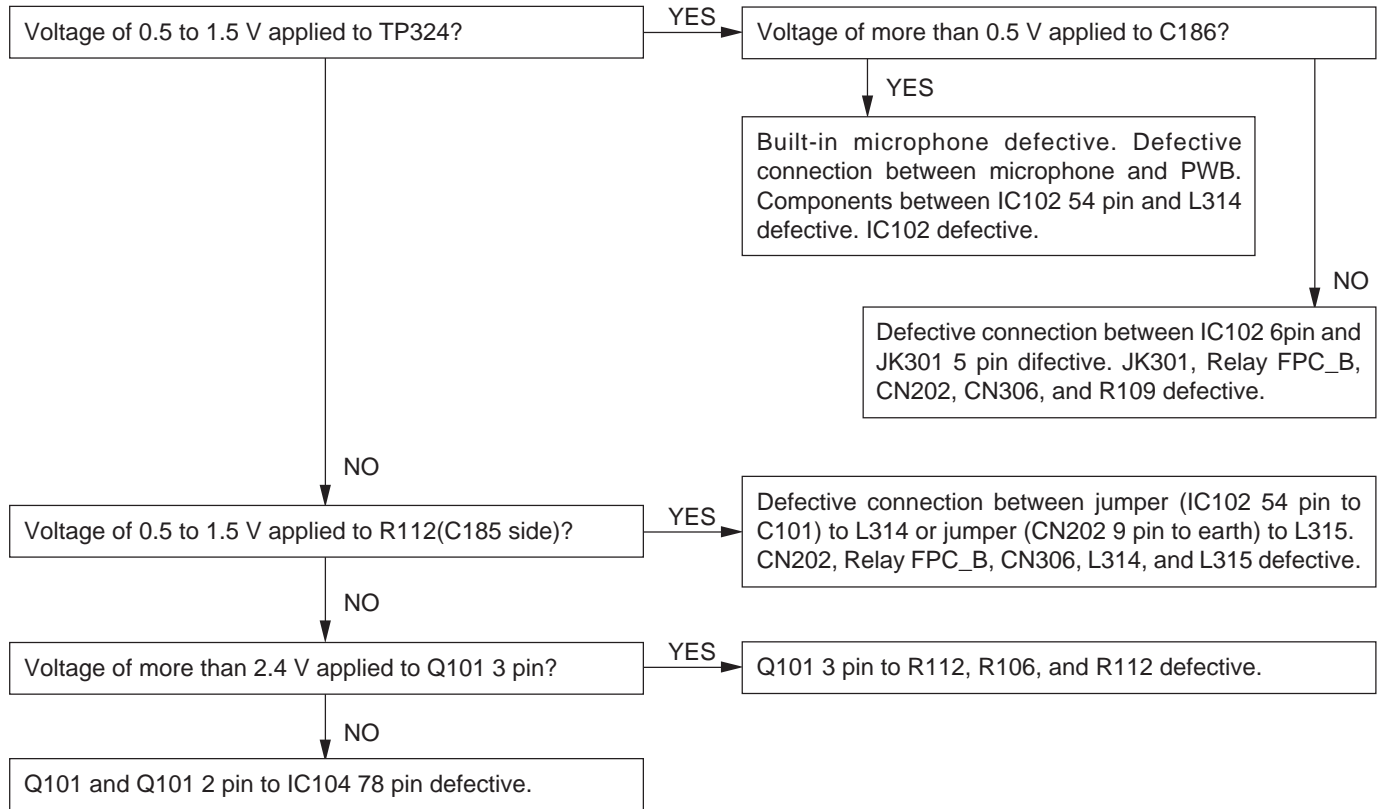 Voltage of 0.5 to 1.5 V applied to TP324?
YES
Voltage of more than 0.5 V applied to C186?
YES
Built-in microphone defective. Defective
connection between microphone and PWB.
Components between IC102 54 pin and L314
defective. IC102 defective.
NO
Defective connection between IC102 6pin and
JK301 5 pin difective. JK301, Relay FPC_B,
CN202, CN306, and R109 defective.
NO
Voltage of 0.5 to 1.5 V applied to R112(C185 side)?
YES
Defective connection between jumper (IC102 54 pin to
C101) to L314 or jumper (CN202 9 pin to earth) to L315.
CN202, Relay FPC_B, CN306, L314, and L315 defective.
NO
Voltage of more than 2.4 V applied to Q101 3 pin?
YES
Q101 3 pin to R112, R106, and R112 defective.
NO
Q101 and Q101 2 pin to IC104 78 pin defective.